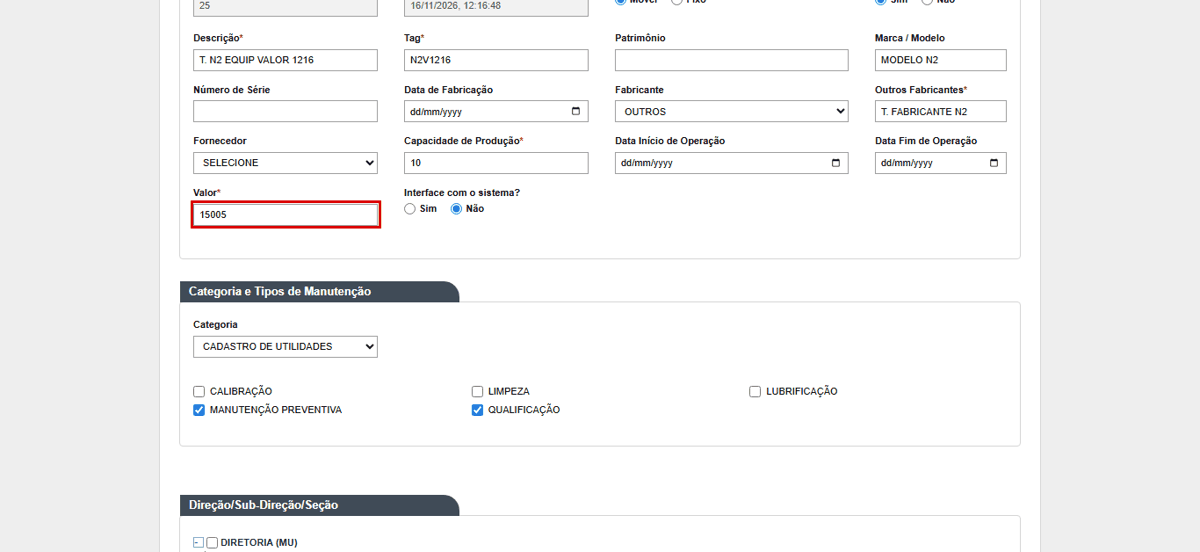 25 16/11/2026, 12:16:48 Móvel Fixo Sim Não
Descrição* Tag* Patrimônio Marca / Modelo
T. N2 EQUIP VALOR 1216 N2V1216 MODELO N2
Número de Série Data de Fabricação Fabricante Outros Fabricantes*
dd/mm/yyyy OUTROS T. FABRICANTE N2
Fornecedor Capacidade de Produção* Data Início de Operação Data Fim de Operação
SELECIONE 10 dd/mm/yyyy dd/mm/yyyy
Valor* Interface com o sistema?
15005 Sim Não
Categoria e Tipos de Manutenção
Categoria
CADASTRO DE UTILIDADES
CALIBRAÇÃO LIMPEZA LUBRIFICAÇÃO
MANUTENÇÃO PREVENTIVA QUALIFICAÇÃO
Direção/Sub-Direção/Seção
DIRETORIA (MU)